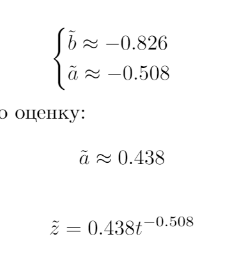 b̃ ≈ −0.826
ã ≈ −0.508
о оценку:
ã ≈ 0.438
z̃ = 0.438t^−0.508